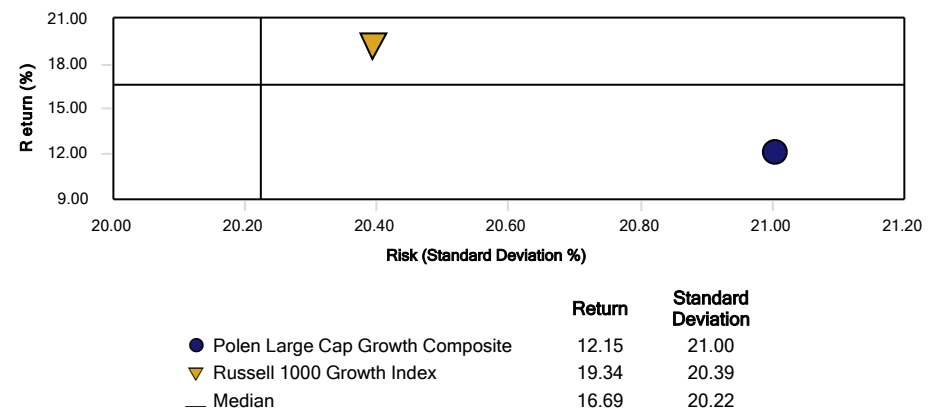 21.00
18.00
15.00
12.00
9.00
Return (%)
20.00 20.20 20.40 20.60 20.80 21.00 21.20
Risk (Standard Deviation %)
Return Standard
Deviation
Polen Large Cap Growth Composite 12.15 21.00
Russell 1000 Growth Index 19.34 20.39
Median 16.69 20.22